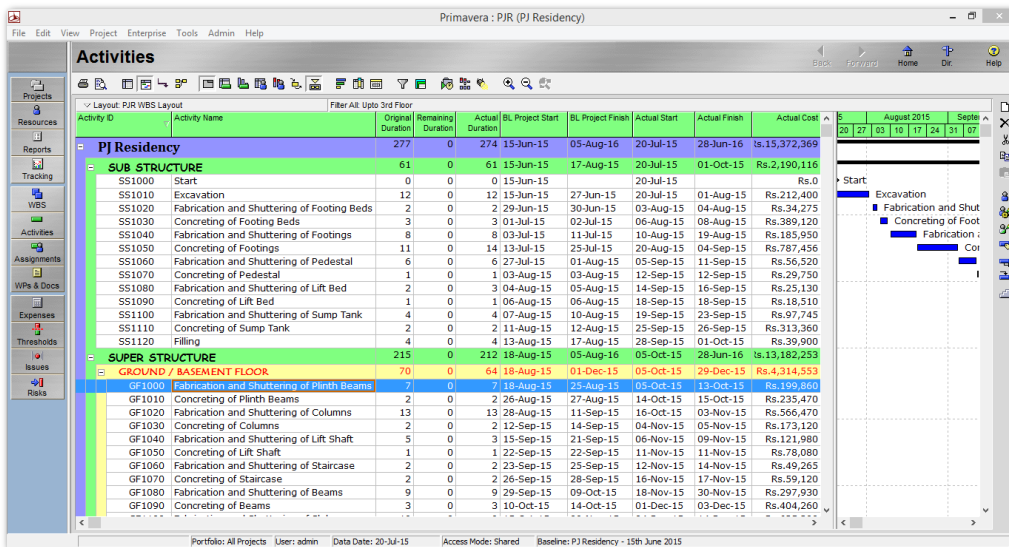 Primavera : PJR (PJ Residency)
File Edit View Project Enterprise Tools Admin Help
Activities
Back Forward Home Dir. Help
Projects
Resources
Reports
Tracking
WBS
Activities
Assignments
WPs & Docs
Expenses
Thresholds
Issues
Risks
Layout: PJR WBS Layout Filter All: Upto 3rd Floor
Activity ID Activity Name Original Duration Remaining Duration Actual Duration BL Project Start BL Project Finish Actual Start Actual Finish Actual Cost 5 August 2015 Septe
20 27 03 10 17 24 31 07
PJ Residency 277 0 274 15-Jun-15 05-Aug-16 20-Jul-15 28-Jun-16 ls.15,372,369
SUB STRUCTURE 61 0 61 15-Jun-15 17-Aug-15 20-Jul-15 01-Oct-15 Rs.2,190,116
SS1000 Start 0 0 0 15-Jun-15 20-Jul-15 Rs.0 Start
SS1010 Excavation 12 0 12 15-Jun-15 27-Jun-15 20-Jul-15 01-Aug-15 Rs.212,400 Excavation
SS1020 Fabrication and Shuttering of Footing Beds 2 0 2 29-Jun-15 30-Jun-15 03-Aug-15 04-Aug-15 Rs.34,275 Fabrication and Shut
SS1030 Concreting of Footing Beds 3 0 3 01-Jul-15 02-Jul-15 06-Aug-15 08-Aug-15 Rs.389,120 Concreting of Foot
SS1040 Fabrication and Shuttering of Footings 8 0 8 03-Jul-15 11-Jul-15 10-Aug-15 19-Aug-15 Rs.185,950 Fabrication a
SS1050 Concreting of Footings 11 0 14 13-Jul-15 25-Jul-15 20-Aug-15 04-Sep-15 Rs.787,456 Cor
SS1060 Fabrication and Shuttering of Pedestal 6 0 6 27-Jul-15 01-Aug-15 05-Sep-15 11-Sep-15 Rs.56,520
SS1070 Concreting of Pedestal 1 0 1 03-Aug-15 03-Aug-15 12-Sep-15 12-Sep-15 Rs.29,750
SS1080 Fabrication and Shuttering of Lift Bed 2 0 3 04-Aug-15 05-Aug-15 14-Sep-15 16-Sep-15 Rs.25,130
SS1090 Concreting of Lift Bed 1 0 1 06-Aug-15 06-Aug-15 18-Sep-15 18-Sep-15 Rs.18,510
SS1100 Fabrication and Shuttering of Sump Tank 4 0 4 07-Aug-15 10-Aug-15 19-Sep-15 23-Sep-15 Rs.97,745
SS1110 Concreting of Sump Tank 2 0 2 11-Aug-15 12-Aug-15 25-Sep-15 26-Sep-15 Rs.313,360
SS1120 Filling 4 0 4 13-Aug-15 17-Aug-15 28-Sep-15 01-Oct-15 Rs.39,900
SUPER STRUCTURE 215 0 212 18-Aug-15 05-Aug-16 05-Oct-15 28-Jun-16 ls.13,182,253
GROUND / BASEMENT FLOOR 70 0 64 18-Aug-15 01-Dec-15 05-Oct-15 29-Dec-15 Rs.4,314,553
GF1000 Fabrication and Shuttering of Plinth Beams 7 0 7 18-Aug-15 25-Aug-15 05-Oct-15 13-Oct-15 Rs.199,860
GF1010 Concreting of Plinth Beams 2 0 2 26-Aug-15 27-Aug-15 14-Oct-15 15-Oct-15 Rs.235,470
GF1020 Fabrication and Shuttering of Columns 13 0 13 28-Aug-15 11-Sep-15 16-Oct-15 03-Nov-15 Rs.566,470
GF1030 Concreting of Columns 2 0 2 12-Sep-15 14-Sep-15 04-Nov-15 05-Nov-15 Rs.173,120
GF1040 Fabrication and Shuttering of Lift Shaft 5 0 3 15-Sep-15 21-Sep-15 06-Nov-15 09-Nov-15 Rs.121,980
GF1050 Concreting of Lift Shaft 1 0 1 22-Sep-15 22-Sep-15 11-Nov-15 11-Nov-15 Rs.78,080
GF1060 Fabrication and Shuttering of Staircase 2 0 2 23-Sep-15 25-Sep-15 12-Nov-15 14-Nov-15 Rs.49,265
GF1070 Concreting of Staircase 2 0 2 26-Sep-15 28-Sep-15 16-Nov-15 17-Nov-15 Rs.59,120
GF1080 Fabrication and Shuttering of Beams 9 0 9 29-Sep-15 09-Oct-15 18-Nov-15 30-Nov-15 Rs.297,930
GF1090 Concreting of Beams 3 0 3 10-Oct-15 14-Oct-15 01-Dec-15 03-Dec-15 Rs.404,260
Portfolio: All Projects User: admin Data Date: 20-Jul-15 Access Mode: Shared Baseline: PJ Residency - 15th June 2015